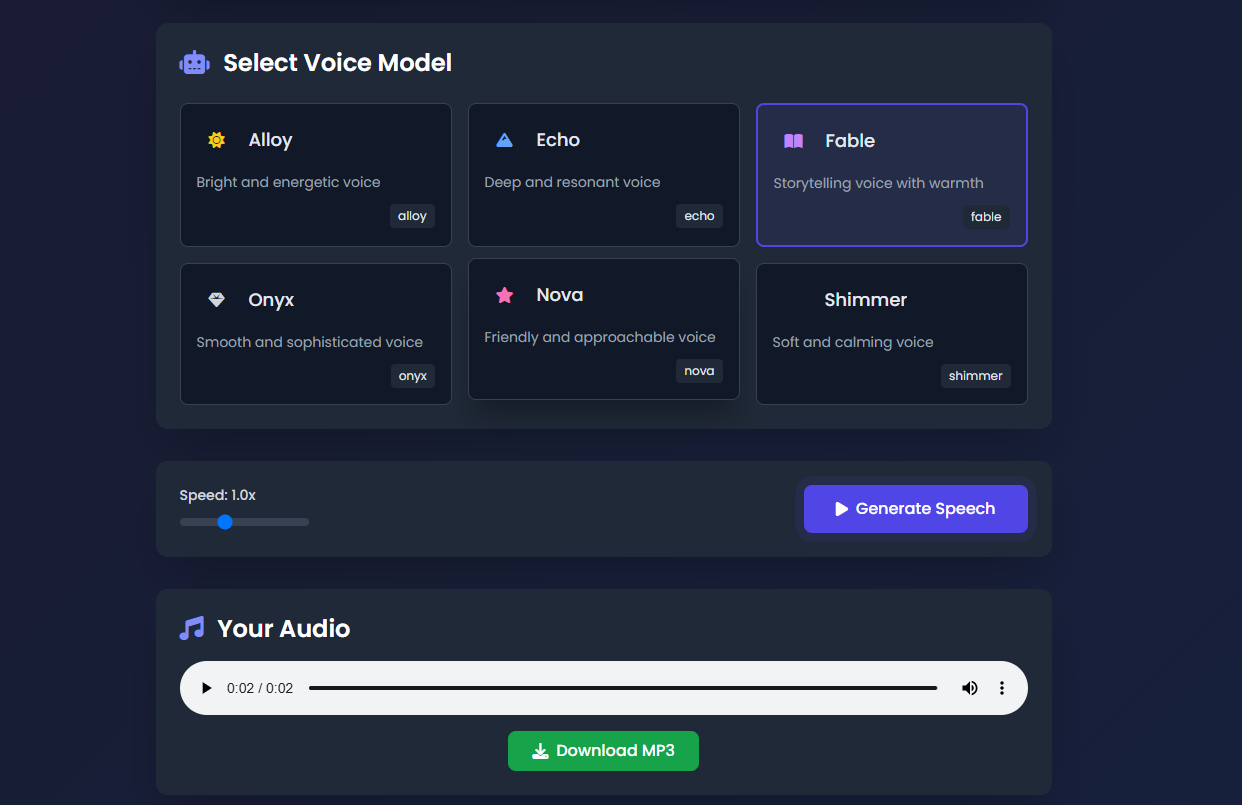 Select Voice Model
Alloy
Bright and energetic voice
alloy
Echo
Deep and resonant voice
echo
Fable
Storytelling voice with warmth
fable
Onyx
Smooth and sophisticated voice
onyx
Nova
Friendly and approachable voice
nova
Shimmer
Soft and calming voice
shimmer
Speed: 1.0x
Generate Speech
Your Audio
0:02 / 0:02
Download MP3